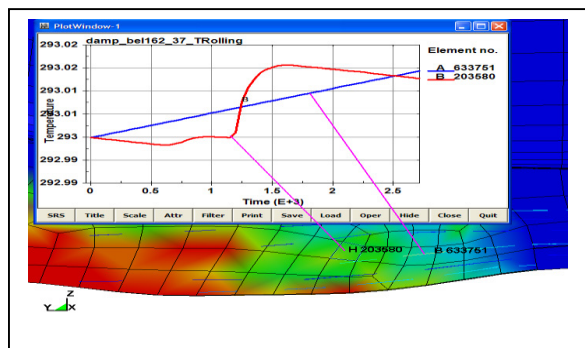 PlotWindow-1
damp_bel162_37_TRolling
293.02
293.02
293.01
293.01
293
292.99
292.99
Temperature
B
0 0.5 1 1.5 2 2.5
Time (E+3)
Element no.
A 633751
B 203580
SRS Title Scale Attr Filter Print Save Load Oper Hide Close Quit
H 203580 B 633751
Z
Y X